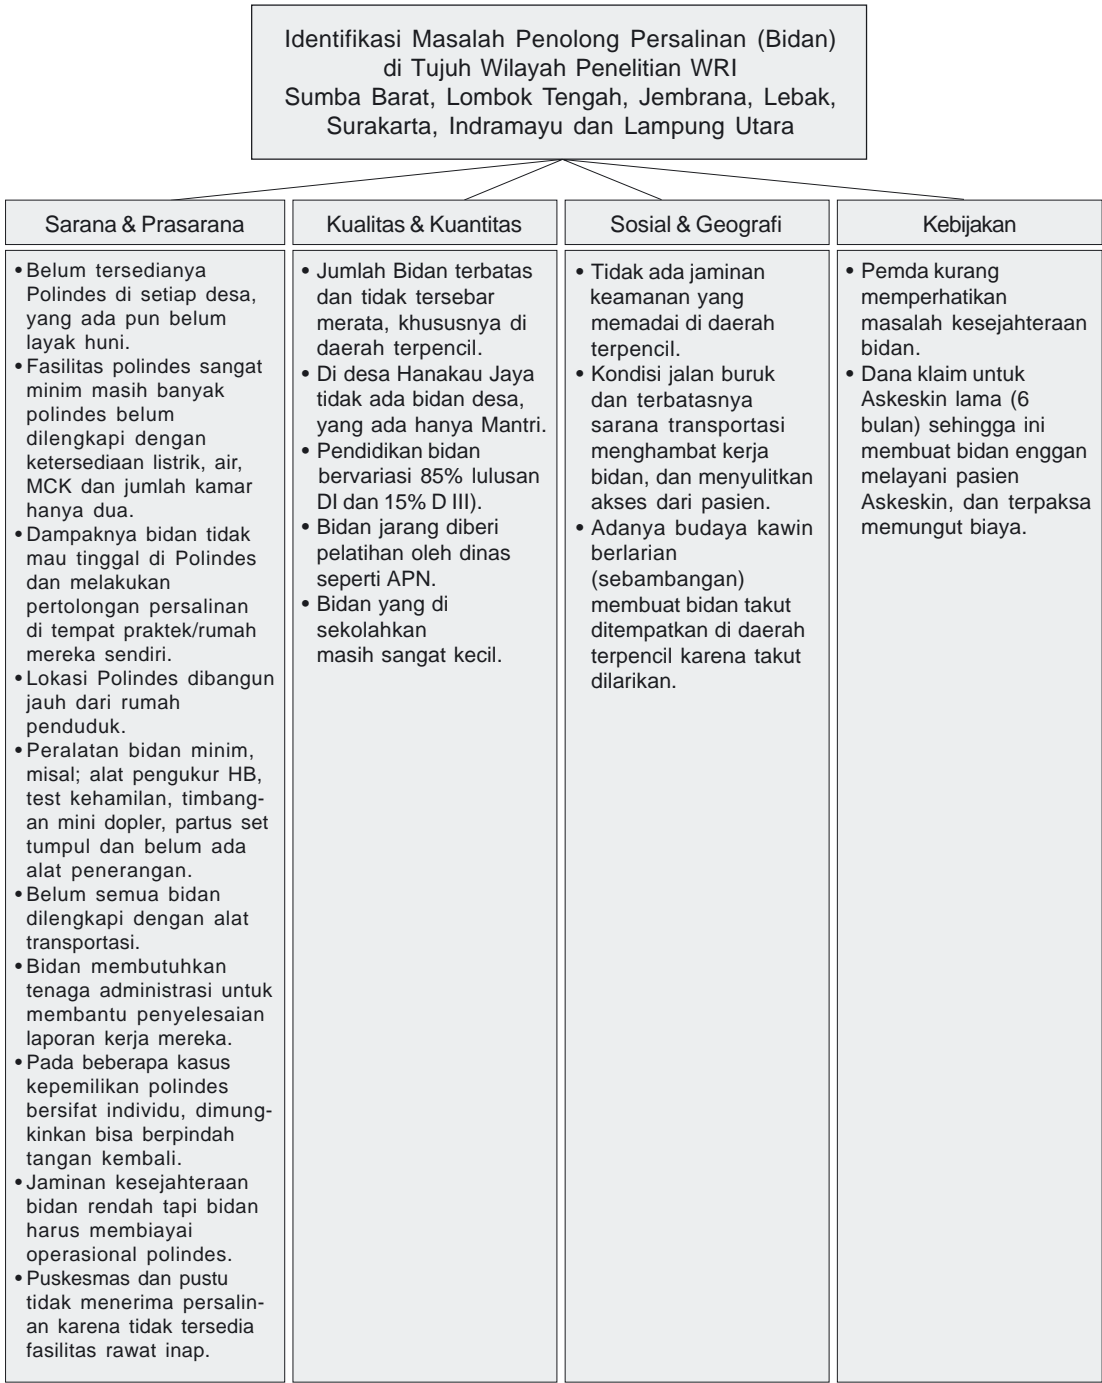 Identifikasi Masalah Penolong Persalinan (Bidan)
di Tujuh Wilayah Penelitian WRI
Sumba Barat, Lombok Tengah, Jembrana, Lebak,
Surakarta, Indramayu dan Lampung Utara
Sarana & Prasarana
• Belum tersedianya
Polindes di setiap desa,
yang ada pun belum
layak huni.
• Fasilitas polindes sangat
minim masih banyak
polindes belum
dilengkapi dengan
ketersediaan listrik, air,
MCK dan jumlah kamar
hanya dua.
• Dampaknya bidan tidak
mau tinggal di Polindes
dan melakukan
pertolongan persalinan
di tempat praktek/rumah
mereka sendiri.
• Lokasi Polindes dibangun
jauh dari rumah
penduduk.
• Peralatan bidan minim,
misal; alat pengukur HB,
test kehamilan, timbang-
an mini dopler, partus set
tumpul dan belum ada
alat penerangan.
• Belum semua bidan
dilengkapi dengan alat
transportasi.
• Bidan membutuhkan
tenaga administrasi untuk
membantu penyelesaian
laporan kerja mereka.
• Pada beberapa kasus
kepemilikan polindes
bersifat individu, dimung-
kinkan bisa berpindah
tangan kembali.
• Jaminan kesejahteraan
bidan rendah tapi bidan
harus membiayai
operasional polindes.
• Puskesmas dan pustu
tidak menerima persalin-
an karena tidak tersedia
fasilitas rawat inap.
Kualitas & Kuantitas
• Jumlah Bidan terbatas
dan tidak tersebar
merata, khususnya di
daerah terpencil.
• Di desa Hanakau Jaya
tidak ada bidan desa,
yang ada hanya Mantri.
• Pendidikan bidan
bervariasi 85% lulusan
DI dan 15% D III).
• Bidan jarang diberi
pelatihan oleh dinas
seperti APN.
• Bidan yang di
sekolahkan
masih sangat kecil.
Sosial & Geografi
• Tidak ada jaminan
keamanan yang
memadai di daerah
terpencil.
• Kondisi jalan buruk
dan terbatasnya
sarana transportasi
menghambat kerja
bidan, dan menyulitkan
akses dari pasien.
• Adanya budaya kawin
berlarian
(sebambangan)
membuat bidan takut
ditempatkan di daerah
terpencil karena takut
dilarikan.
Kebijakan
• Pemda kurang
memperhatikan
masalah kesejahteraan
bidan.
• Dana klaim untuk
Askeskin lama (6
bulan) sehingga ini
membuat bidan enggan
melayani pasien
Askeskin, dan terpaksa
memungut biaya.